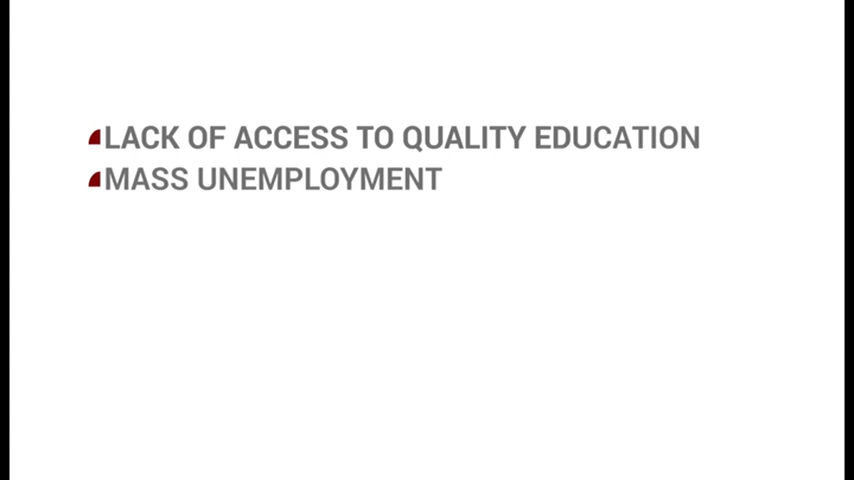 LACK OF ACCESS TO QUALITY EDUCATION
MASS UNEMPLOYMENT